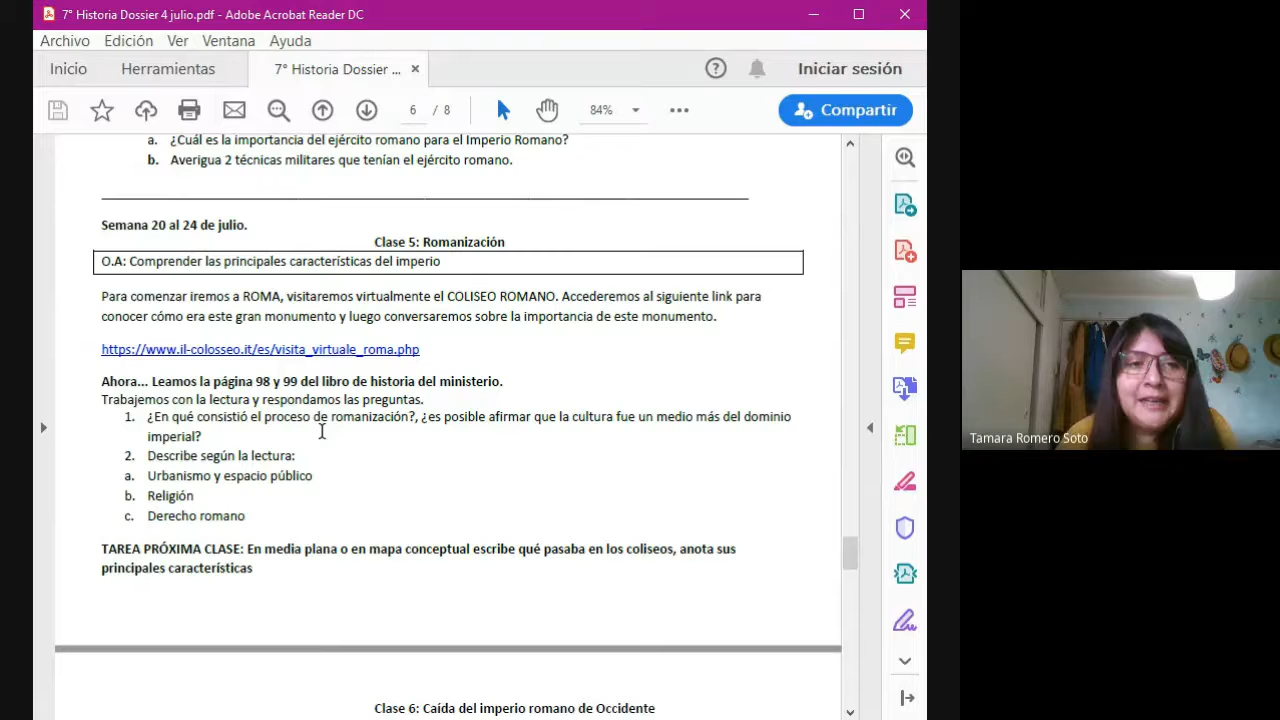 7° Historia Dossier 4 julio.pdf - Adobe Acrobat Reader DC
Archivo Edición Ver Ventana Ayuda
Inicio Herramientas 7° Historia Dossier ... × Iniciar sesión
6 / 8 84% Compartir
a. ¿Cuál es la importancia del ejército romano para el Imperio Romano?
b. Averigua 2 técnicas militares que tenían el ejército romano.
Semana 20 al 24 de julio.
Clase 5: Romanización
O.A: Comprender las principales características del imperio
Para comenzar iremos a ROMA, visitaremos virtualmente el COLISEO ROMANO. Accederemos al siguiente link para
conocer cómo era este gran monumento y luego conversaremos sobre la importancia de este monumento.
https://www.il-colosseo.it/es/visita_virtuale_roma.php
Ahora... Leamos la página 98 y 99 del libro de historia del ministerio.
Trabajemos con la lectura y respondamos las preguntas.
1. ¿En qué consistió el proceso de romanización?, ¿es posible afirmar que la cultura fue un medio más del dominio
imperial?
2. Describe según la lectura:
a. Urbanismo y espacio público
b. Religión
c. Derecho romano
TAREA PRÓXIMA CLASE: En media plana o en mapa conceptual escribe qué pasaba en los coliseos, anota sus
principales características
Clase 6: Caída del imperio romano de Occidente
Tamara Romero Soto